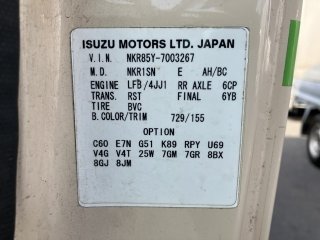 ISUZU MOTORS LTD. JAPAN
V.I.N. NKR85Y-7003267
M.D. NKR1SN E AH/BC
ENGINE LFB/4JJ1 RR AXLE 6CP
TRANS. RST FINAL 6YB
TIRE BVC
B.COLOR/TRIM 729/155
OPTION
C60 E7N G51 K89 RPY U69
V4G V4T 25W 7GM 7GR 8BX
8GJ 8JM